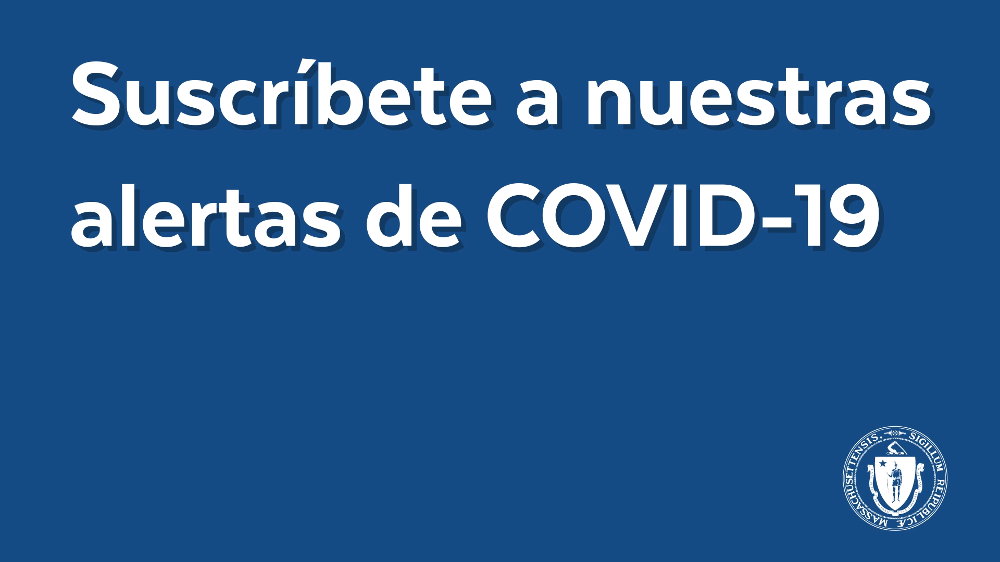 Suscríbete a nuestras
alertas de COVID-19
SIGILLUM REIPUBLICÆ MASSACHUSETTENSIS.